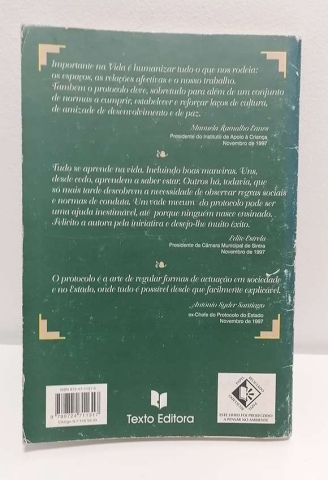 Importante na Vida é humanizar tudo o que nos rodeia:
os espaços, as relações afectivas e o nosso trabalho.
Também o protocolo deve, sobretudo para além de um conjunto
de normas a cumprir, estabelecer e reforçar laços de cultura,
de amizade de desenvolvimento e de paz.
Manuela Ramalho Eanes
Presidente do Instituto de Apoio à Criança
Novembro de 1997
Tudo se aprende na vida. Incluindo boas maneiras. Uns,
desde cedo, aprendem a saber estar. Outros há, todavia, que
só mais tarde descobrem a necessidade de observar regras sociais
e normas de conduta. Um vade mecum do protocolo pode ser
uma ajuda inestimável, até porque ninguém nasce ensinado.
Felicito a autora pela iniciativa e desejo-lhe muito êxito.
Edite Estrela
Presidente da Câmara Municipal de Sintra
Novembro de 1997
O protocolo é a arte de regular formas de actuação em sociedade
e no Estado, onde tudo é possível desde que facilmente explicável.
António Syder Santiago
ex-Chefe do Protocolo do Estado
Novembro de 1997
Texto Editora
ESTE LIVRO FOI PRODUZIDO
A PENSAR NO AMBIENTE